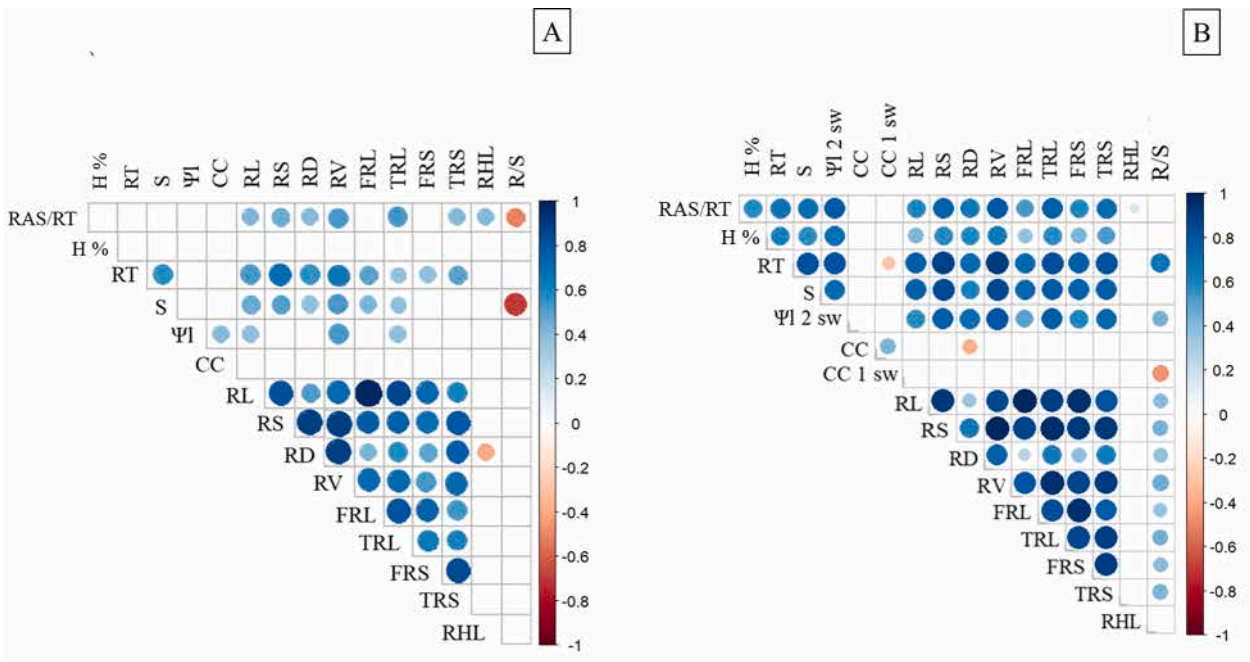 A
H %
RT
S
Ψl
CC
RL
RS
RD
RV
FRL
TRL
FRS
TRS
RHL
R/S
RAS/RT
H %
RT
S
Ψl
CC
RL
RS
RD
RV
FRL
TRL
FRS
TRS
RHL
1
0.8
0.6
0.4
0.2
0
-0.2
-0.4
-0.6
-0.8
-1
B
H %
RT
S
Ψl 2 sw
CC
CC 1 sw
RL
RS
RD
RV
FRL
TRL
FRS
TRS
RHL
R/S
RAS/RT
H %
RT
S
Ψl 2 sw
CC
CC 1 sw
RL
RS
RD
RV
FRL
TRL
FRS
TRS
RHL
1
0.8
0.6
0.4
0.2
0
-0.2
-0.4
-0.6
-0.8
-1